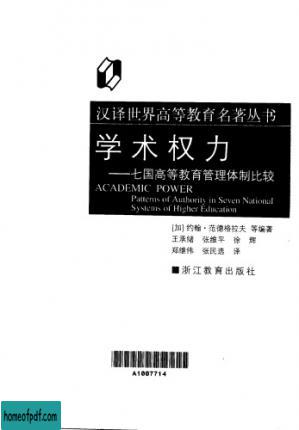 汉译世界高等教育名著丛书
学术权力
——七国高等教育管理体制比较
ACADEMIC POWER
Patterns of Authority in Seven National
Systems of Higher Education
[加] 约翰·范德格拉夫 等编著
王承绪 张维平 徐辉
郑继伟 张民选 译
浙江教育出版社
A1007714
homeofpdf.com
homeofpdf.com